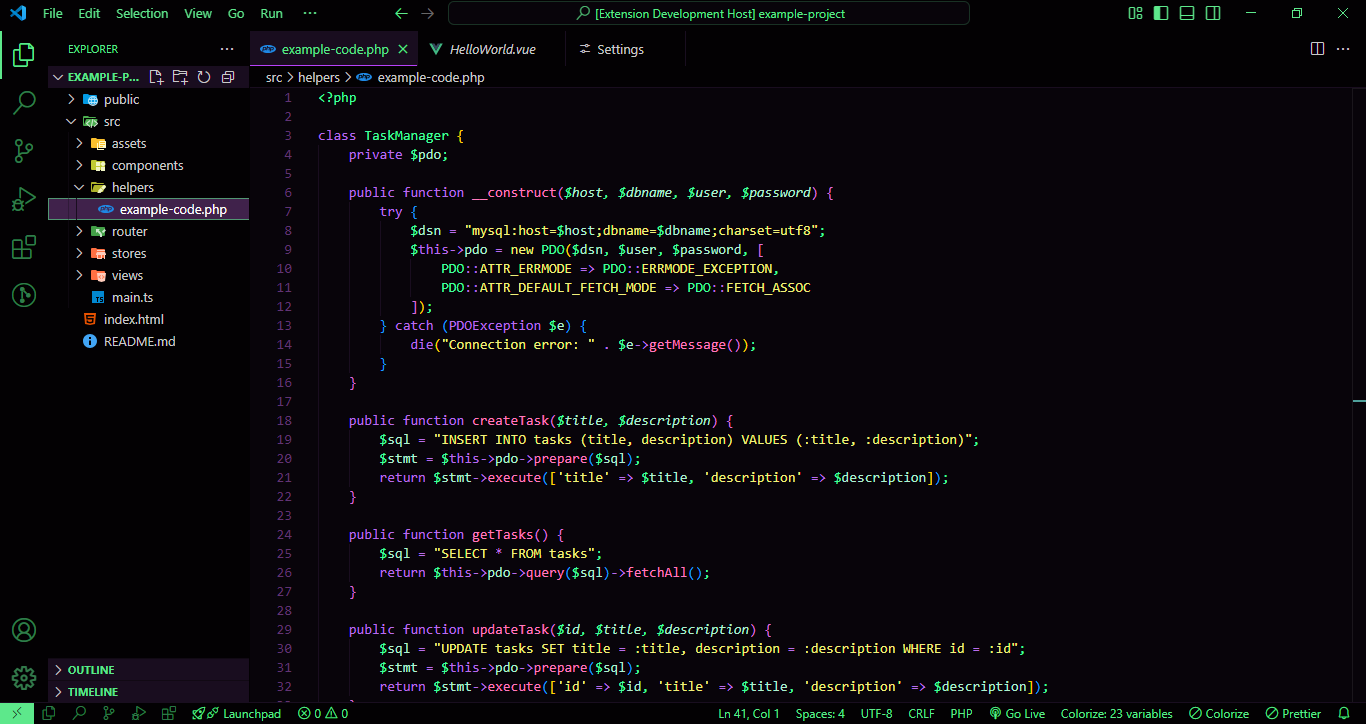 File Edit Selection View Go Run ··· [Extension Development Host] example-project
EXPLORER ···
example-code.php HelloWorld.vue Settings ···
EXAMPLE-P...
src > helpers > example-code.php
public
src
assets
components
helpers
example-code.php
router
stores
views
main.ts
index.html
README.md
OUTLINE
TIMELINE
1 <?php
2
3 class TaskManager {
4 private $pdo;
5
6 public function __construct($host, $dbname, $user, $password) {
7 try {
8 $dsn = "mysql:host=$host;dbname=$dbname;charset=utf8";
9 $this->pdo = new PDO($dsn, $user, $password, [
10 PDO::ATTR_ERRMODE => PDO::ERRMODE_EXCEPTION,
11 PDO::ATTR_DEFAULT_FETCH_MODE => PDO::FETCH_ASSOC
12 ]);
13 } catch (PDOException $e) {
14 die("Connection error: " . $e->getMessage());
15 }
16 }
17
18 public function createTask($title, $description) {
19 $sql = "INSERT INTO tasks (title, description) VALUES (:title, :description)";
20 $stmt = $this->pdo->prepare($sql);
21 return $stmt->execute(['title' => $title, 'description' => $description]);
22 }
23
24 public function getTasks() {
25 $sql = "SELECT * FROM tasks";
26 return $this->pdo->query($sql)->fetchAll();
27 }
28
29 public function updateTask($id, $title, $description) {
30 $sql = "UPDATE tasks SET title = :title, description = :description WHERE id = :id";
31 $stmt = $this->pdo->prepare($sql);
32 return $stmt->execute(['id' => $id, 'title' => $title, 'description' => $description]);
Launchpad 0 0 Ln 41, Col 1 Spaces: 4 UTF-8 CRLF PHP Go Live Colorize: 23 variables Colorize Prettier